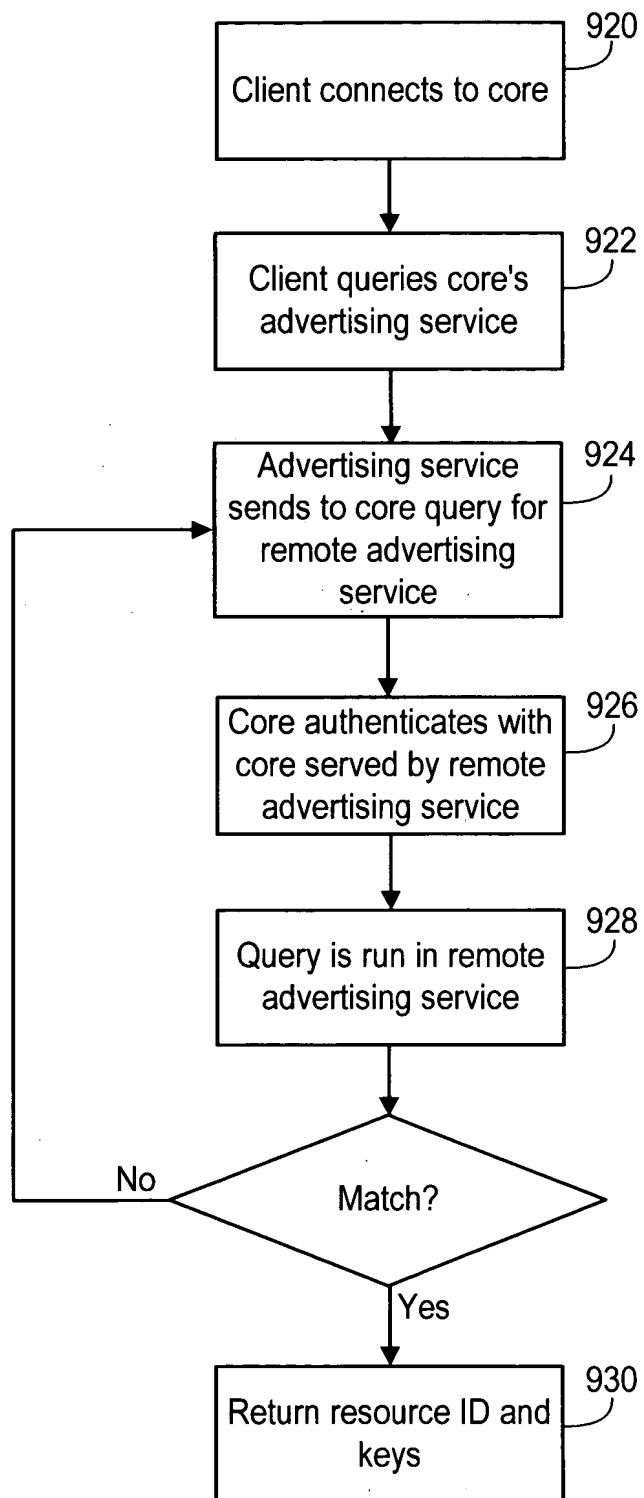 920
Client connects to core
922
Client queries core's
advertising service
924
Advertising service
sends to core query for
remote advertising
service
926
Core authenticates with
core served by remote
advertising service
928
Query is run in remote
advertising service
No
Match?
Yes
930
Return resource ID and
keys